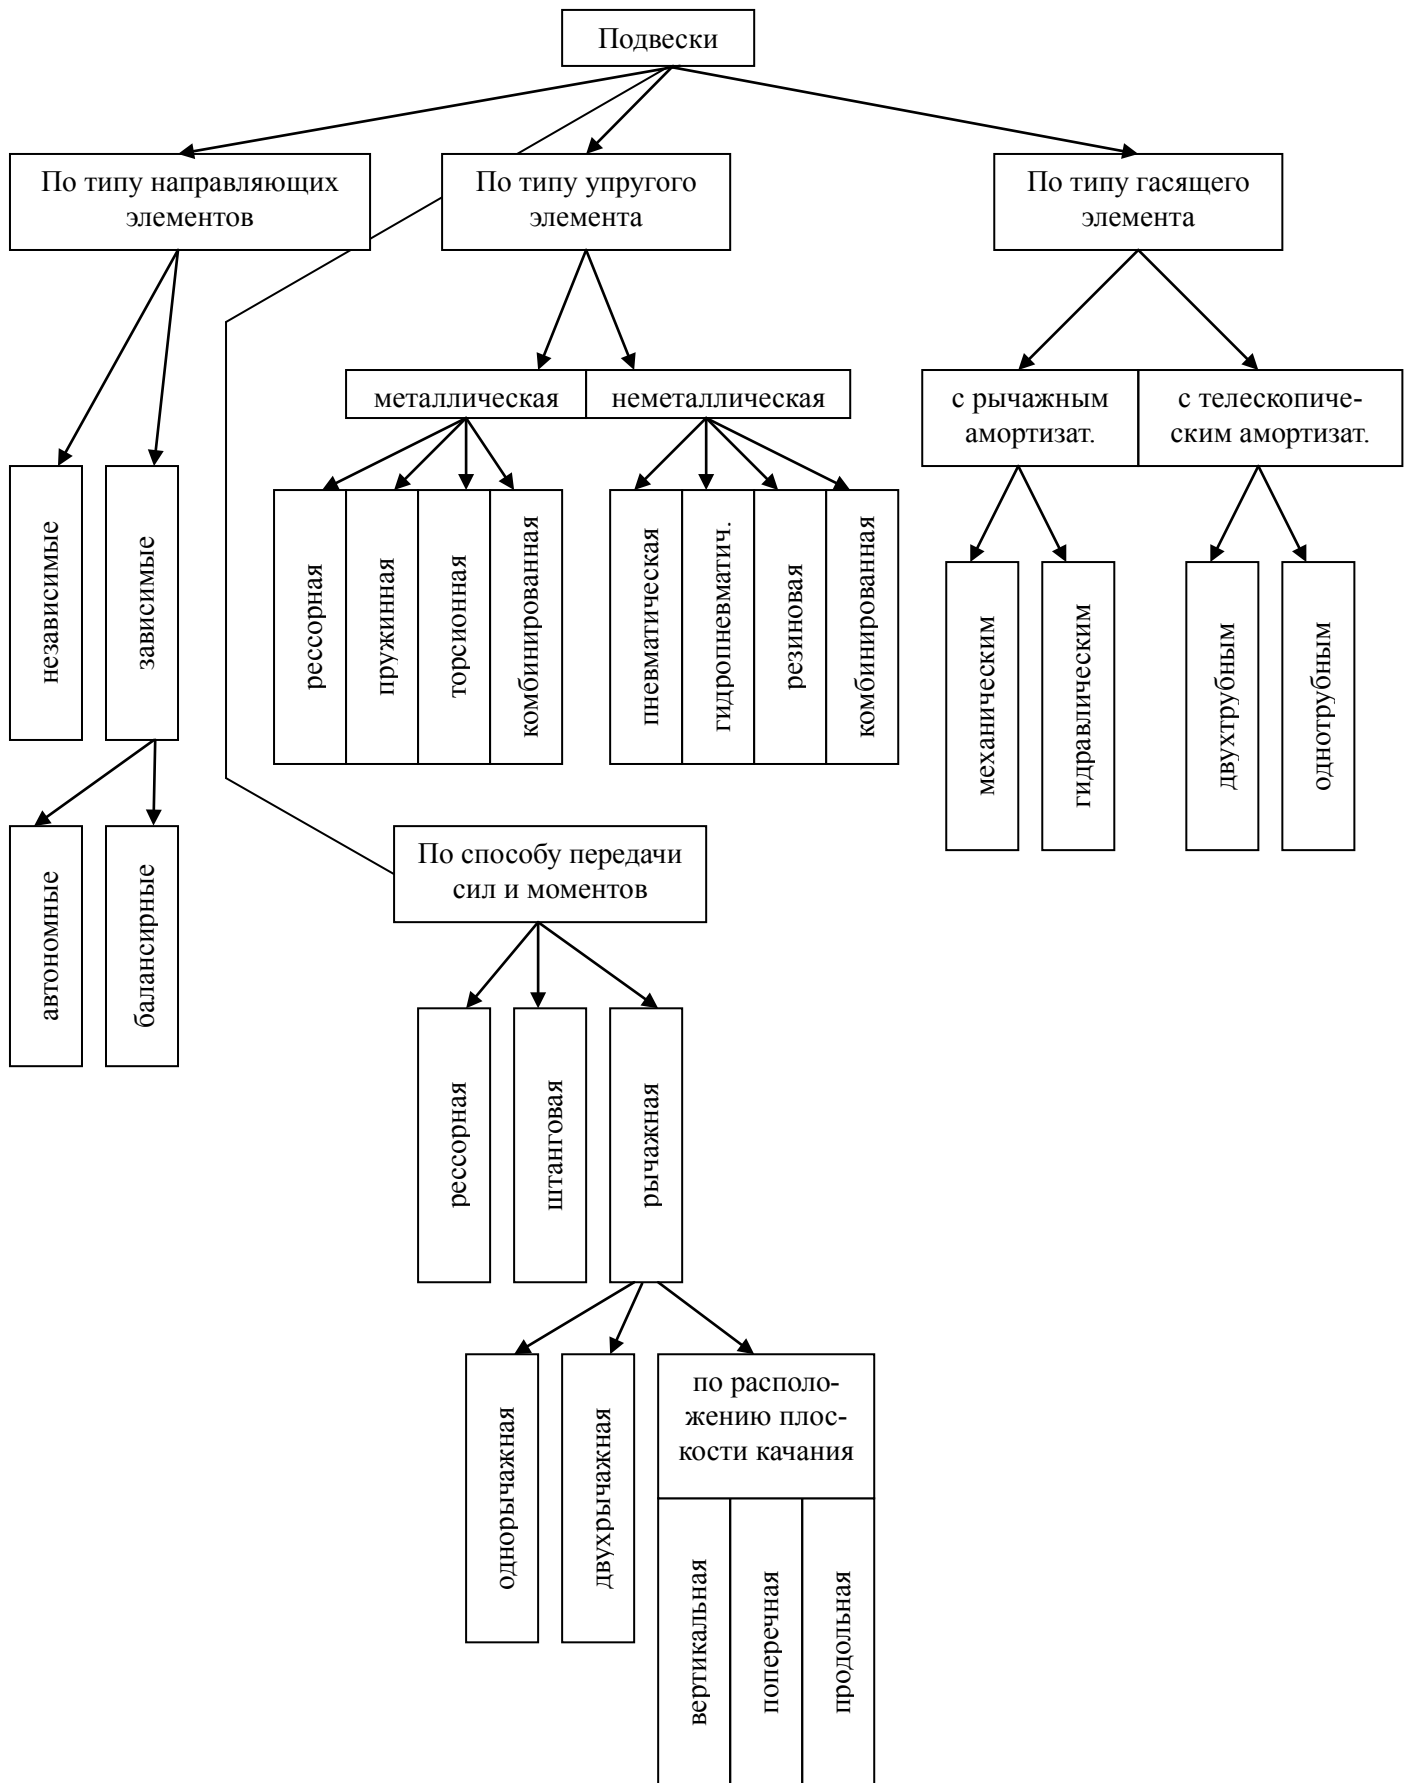 Подвески
По типу направляющих
элементов
По типу упругого
элемента
По типу гасящего
элемента
металлическая
неметаллическая
с рычажным
амортизат.
с телескопиче-
ским амортизат.
независимые
зависимые
рессорная
пружинная
торсионная
комбинированная
пневматическая
гидропневматич.
резиновая
комбинированная
механическим
гидравлическим
двухтрубным
однотрубным
автономные
балансирные
По способу передачи
сил и моментов
рессорная
штанговая
рычажная
однорычажная
двухрычажная
по располо-
жению плос-
кости качания
вертикальная
поперечная
продольная